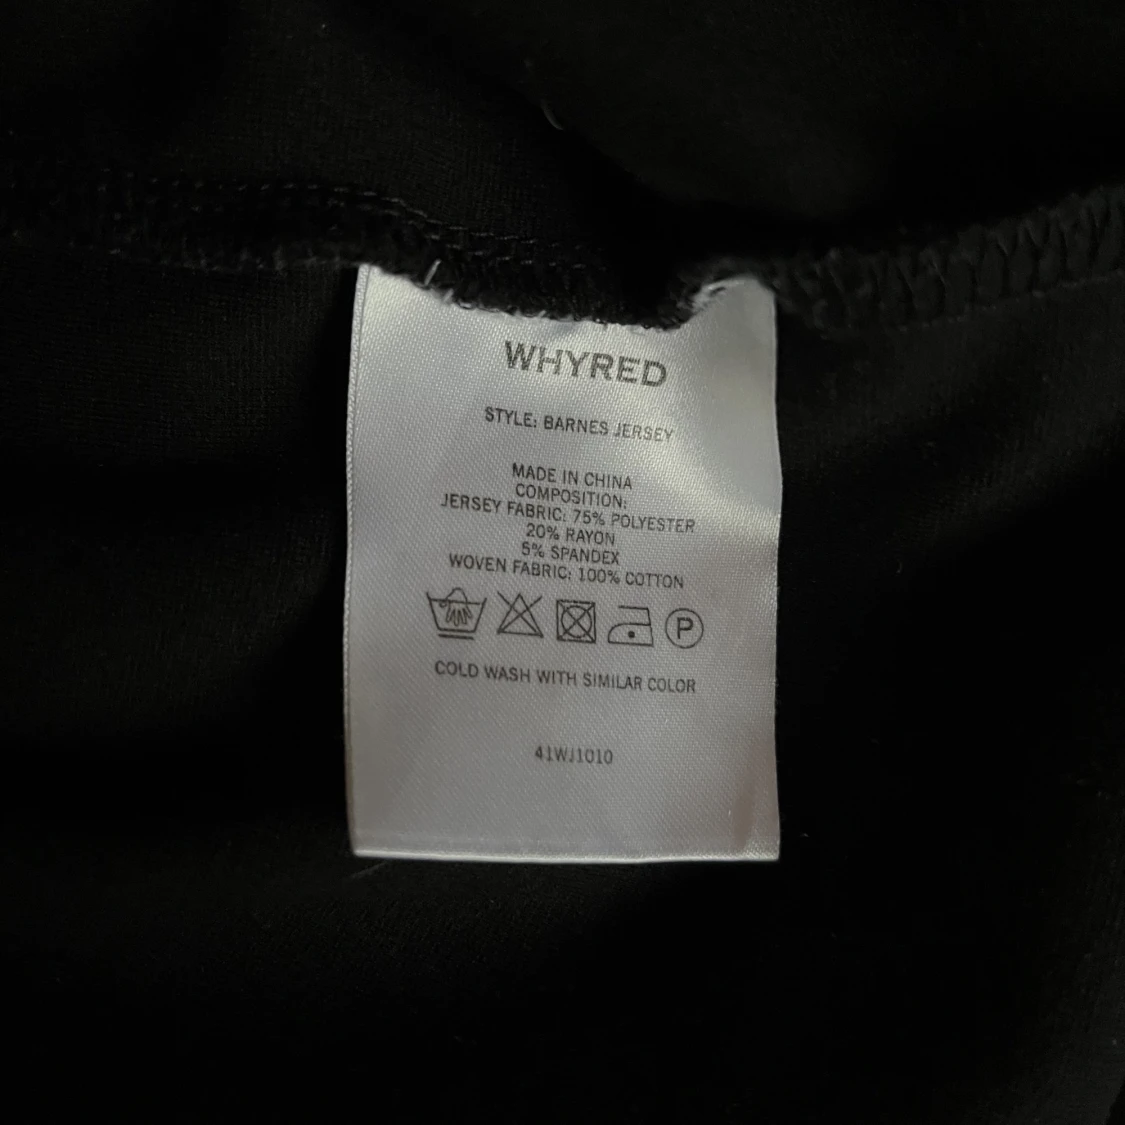 WHYRED
STYLE: BARNES JERSEY
MADE IN CHINA
COMPOSITION:
JERSEY FABRIC: 75% POLYESTER
20% RAYON
5% SPANDEX
WOVEN FABRIC: 100% COTTON
P
COLD WASH WITH SIMILAR COLOR
41WJ1010